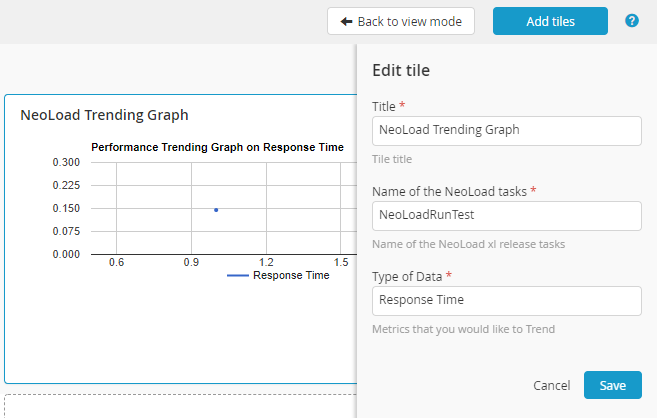 Back to view mode
Add tiles
?
NeoLoad Trending Graph
Performance Trending Graph on Response Time
0.300
0.225
0.150
0.075
0.000
0.6 0.9 1.2 1.5
Response Time
Edit tile
Title *
NeoLoad Trending Graph
Tile title
Name of the NeoLoad tasks *
NeoLoadRunTest
Name of the NeoLoad xl release tasks
Type of Data *
Response Time
Metrics that you would like to Trend
Cancel
Save